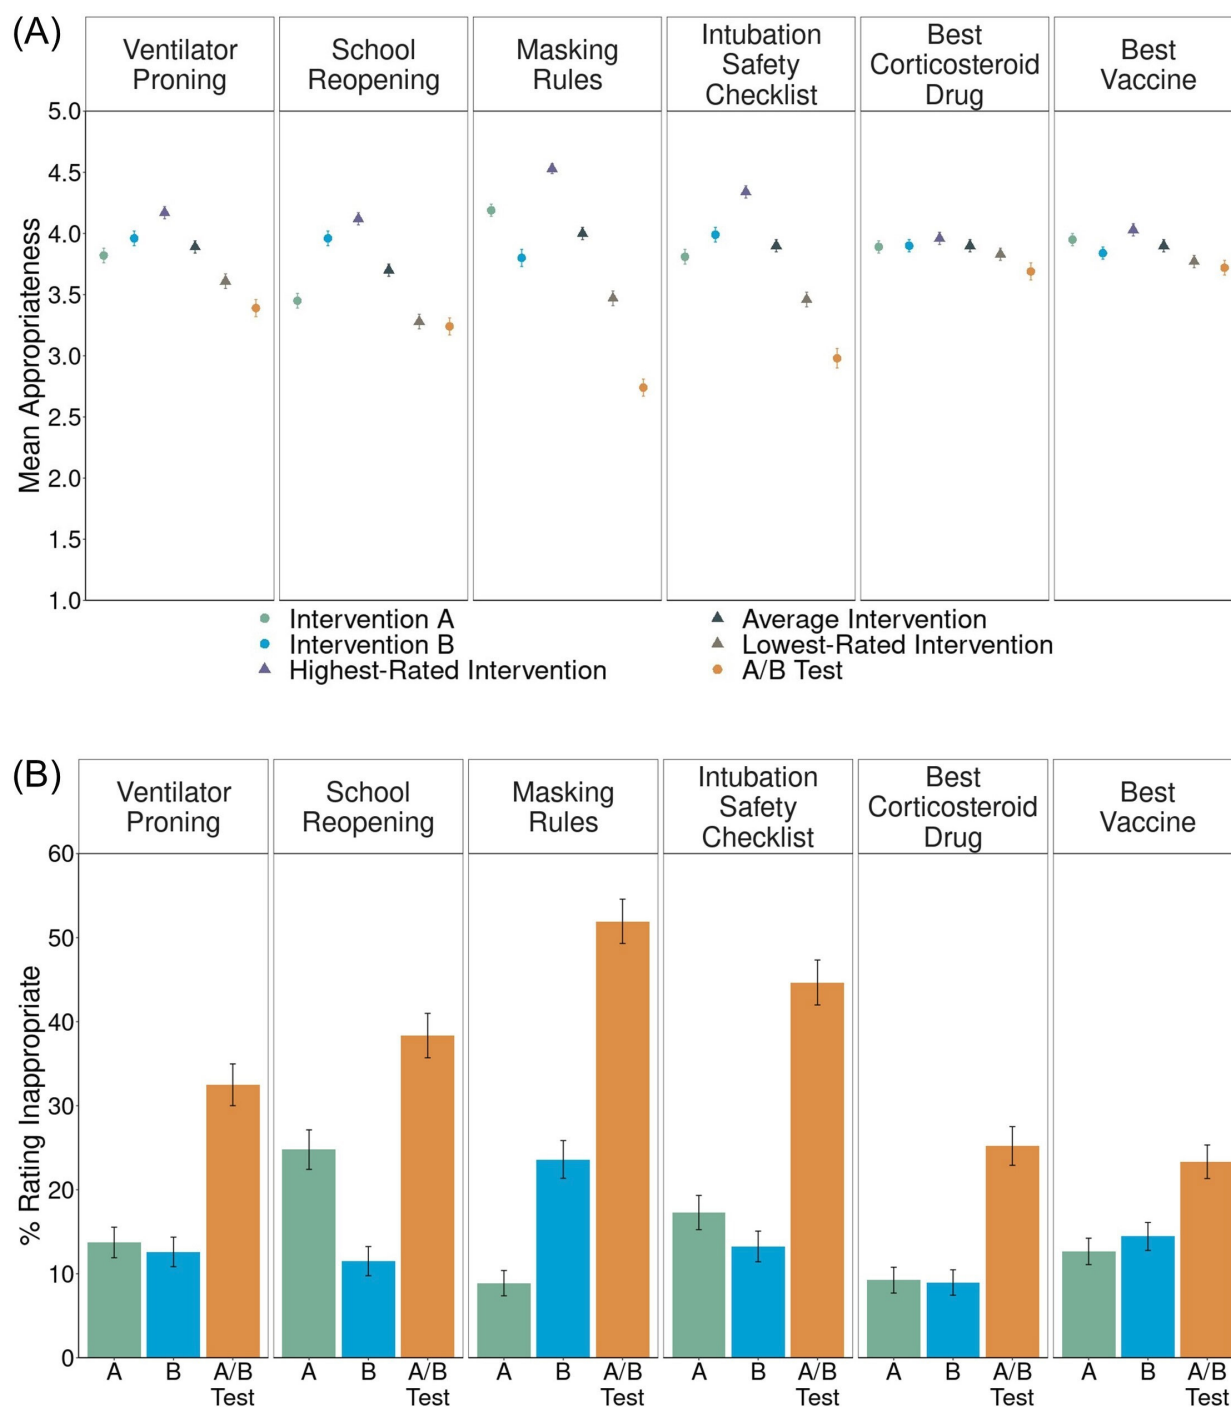 (A)
Ventilator
Proning
School
Reopening
Masking
Rules
Intubation
Safety
Checklist
Best
Corticosteroid
Drug
Best
Vaccine
Mean Appropriateness
5.0
4.5
4.0
3.5
3.0
2.5
2.0
1.5
1.0
Intervention A
Intervention B
Highest-Rated Intervention
Average Intervention
Lowest-Rated Intervention
A/B Test
(B)
Ventilator
Proning
School
Reopening
Masking
Rules
Intubation
Safety
Checklist
Best
Corticosteroid
Drug
Best
Vaccine
% Rating Inappropriate
60
50
40
30
20
10
0
A B A/B
Test
A B A/B
Test
A B A/B
Test
A B A/B
Test
A B A/B
Test
A B A/B
Test